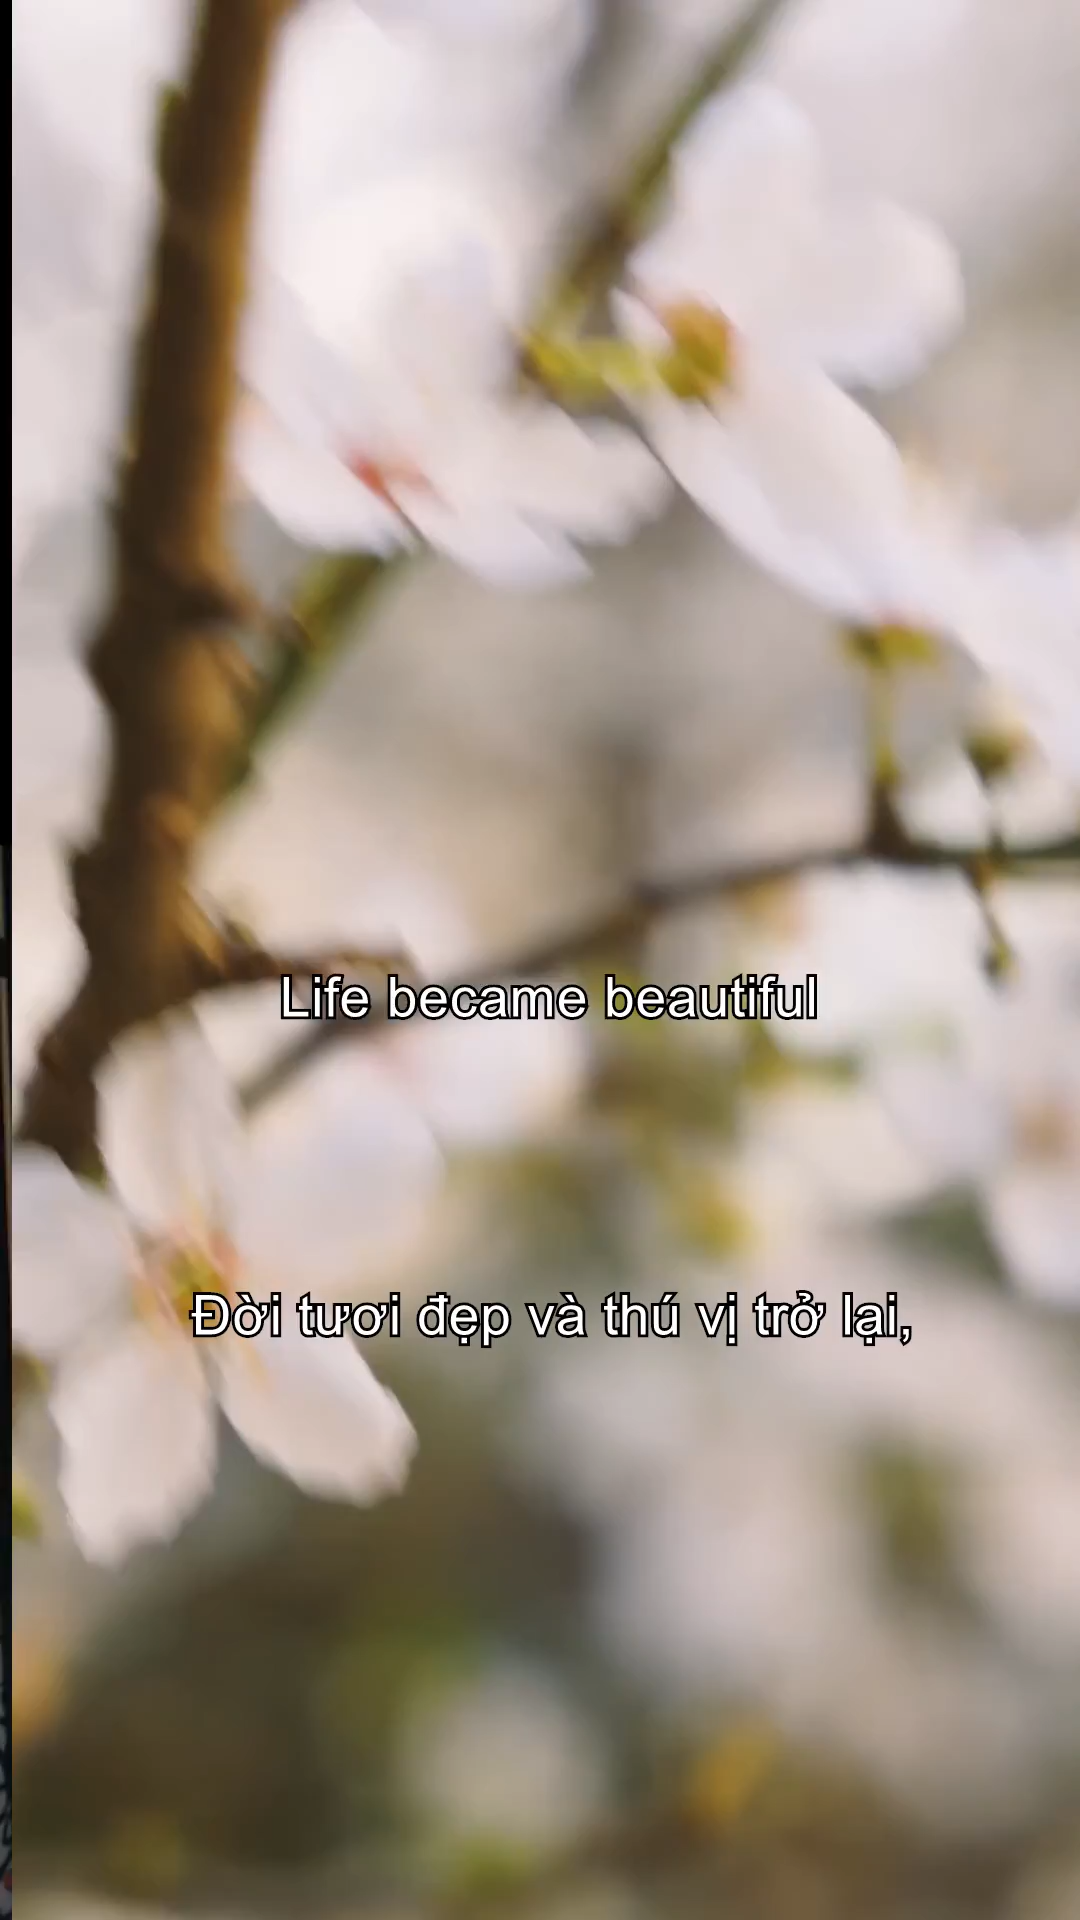 Life became beautiful
Đời tươi đẹp và thú vị trở lại,